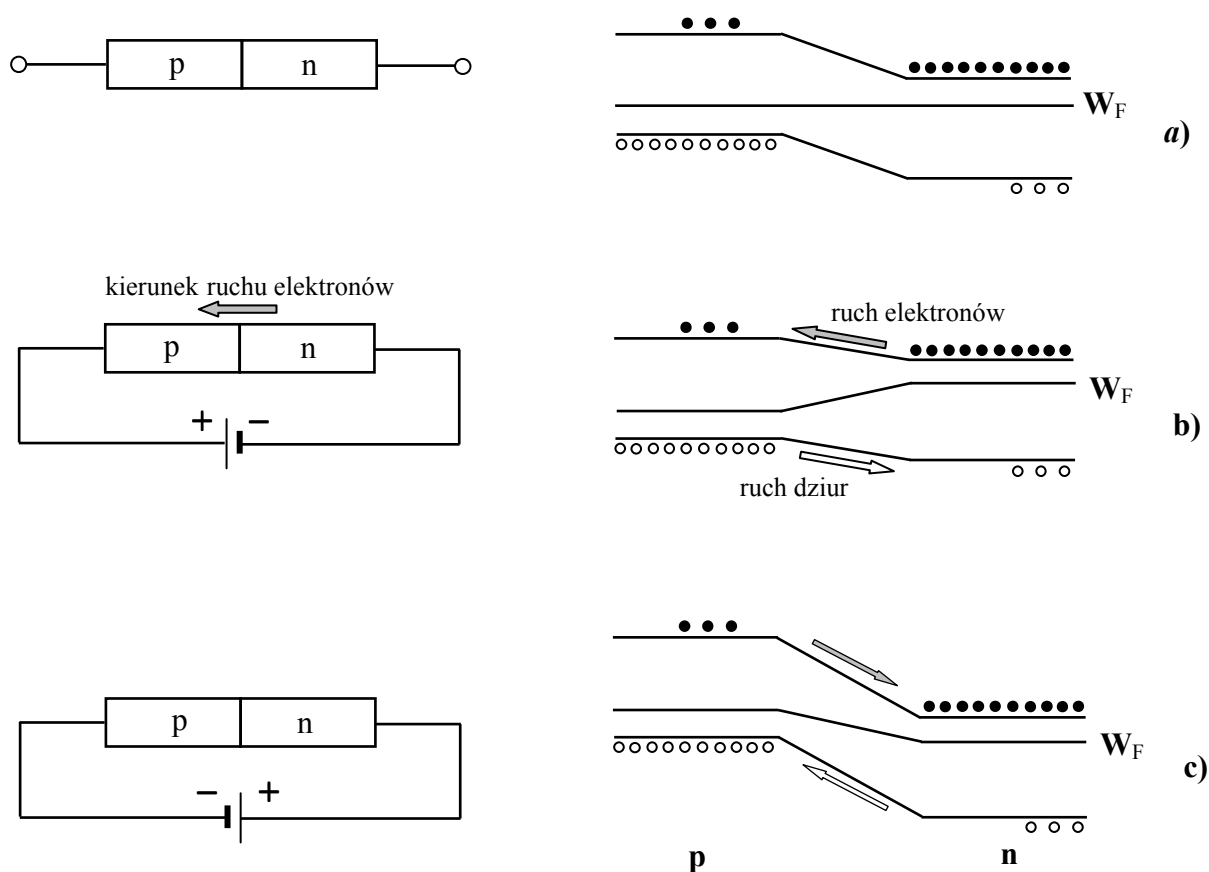 p n
W_F
a)
kierunek ruchu elektronów
p n
+ −
ruch elektronów
W_F
b)
ruch dziur
p n
− +
W_F
c)
p n